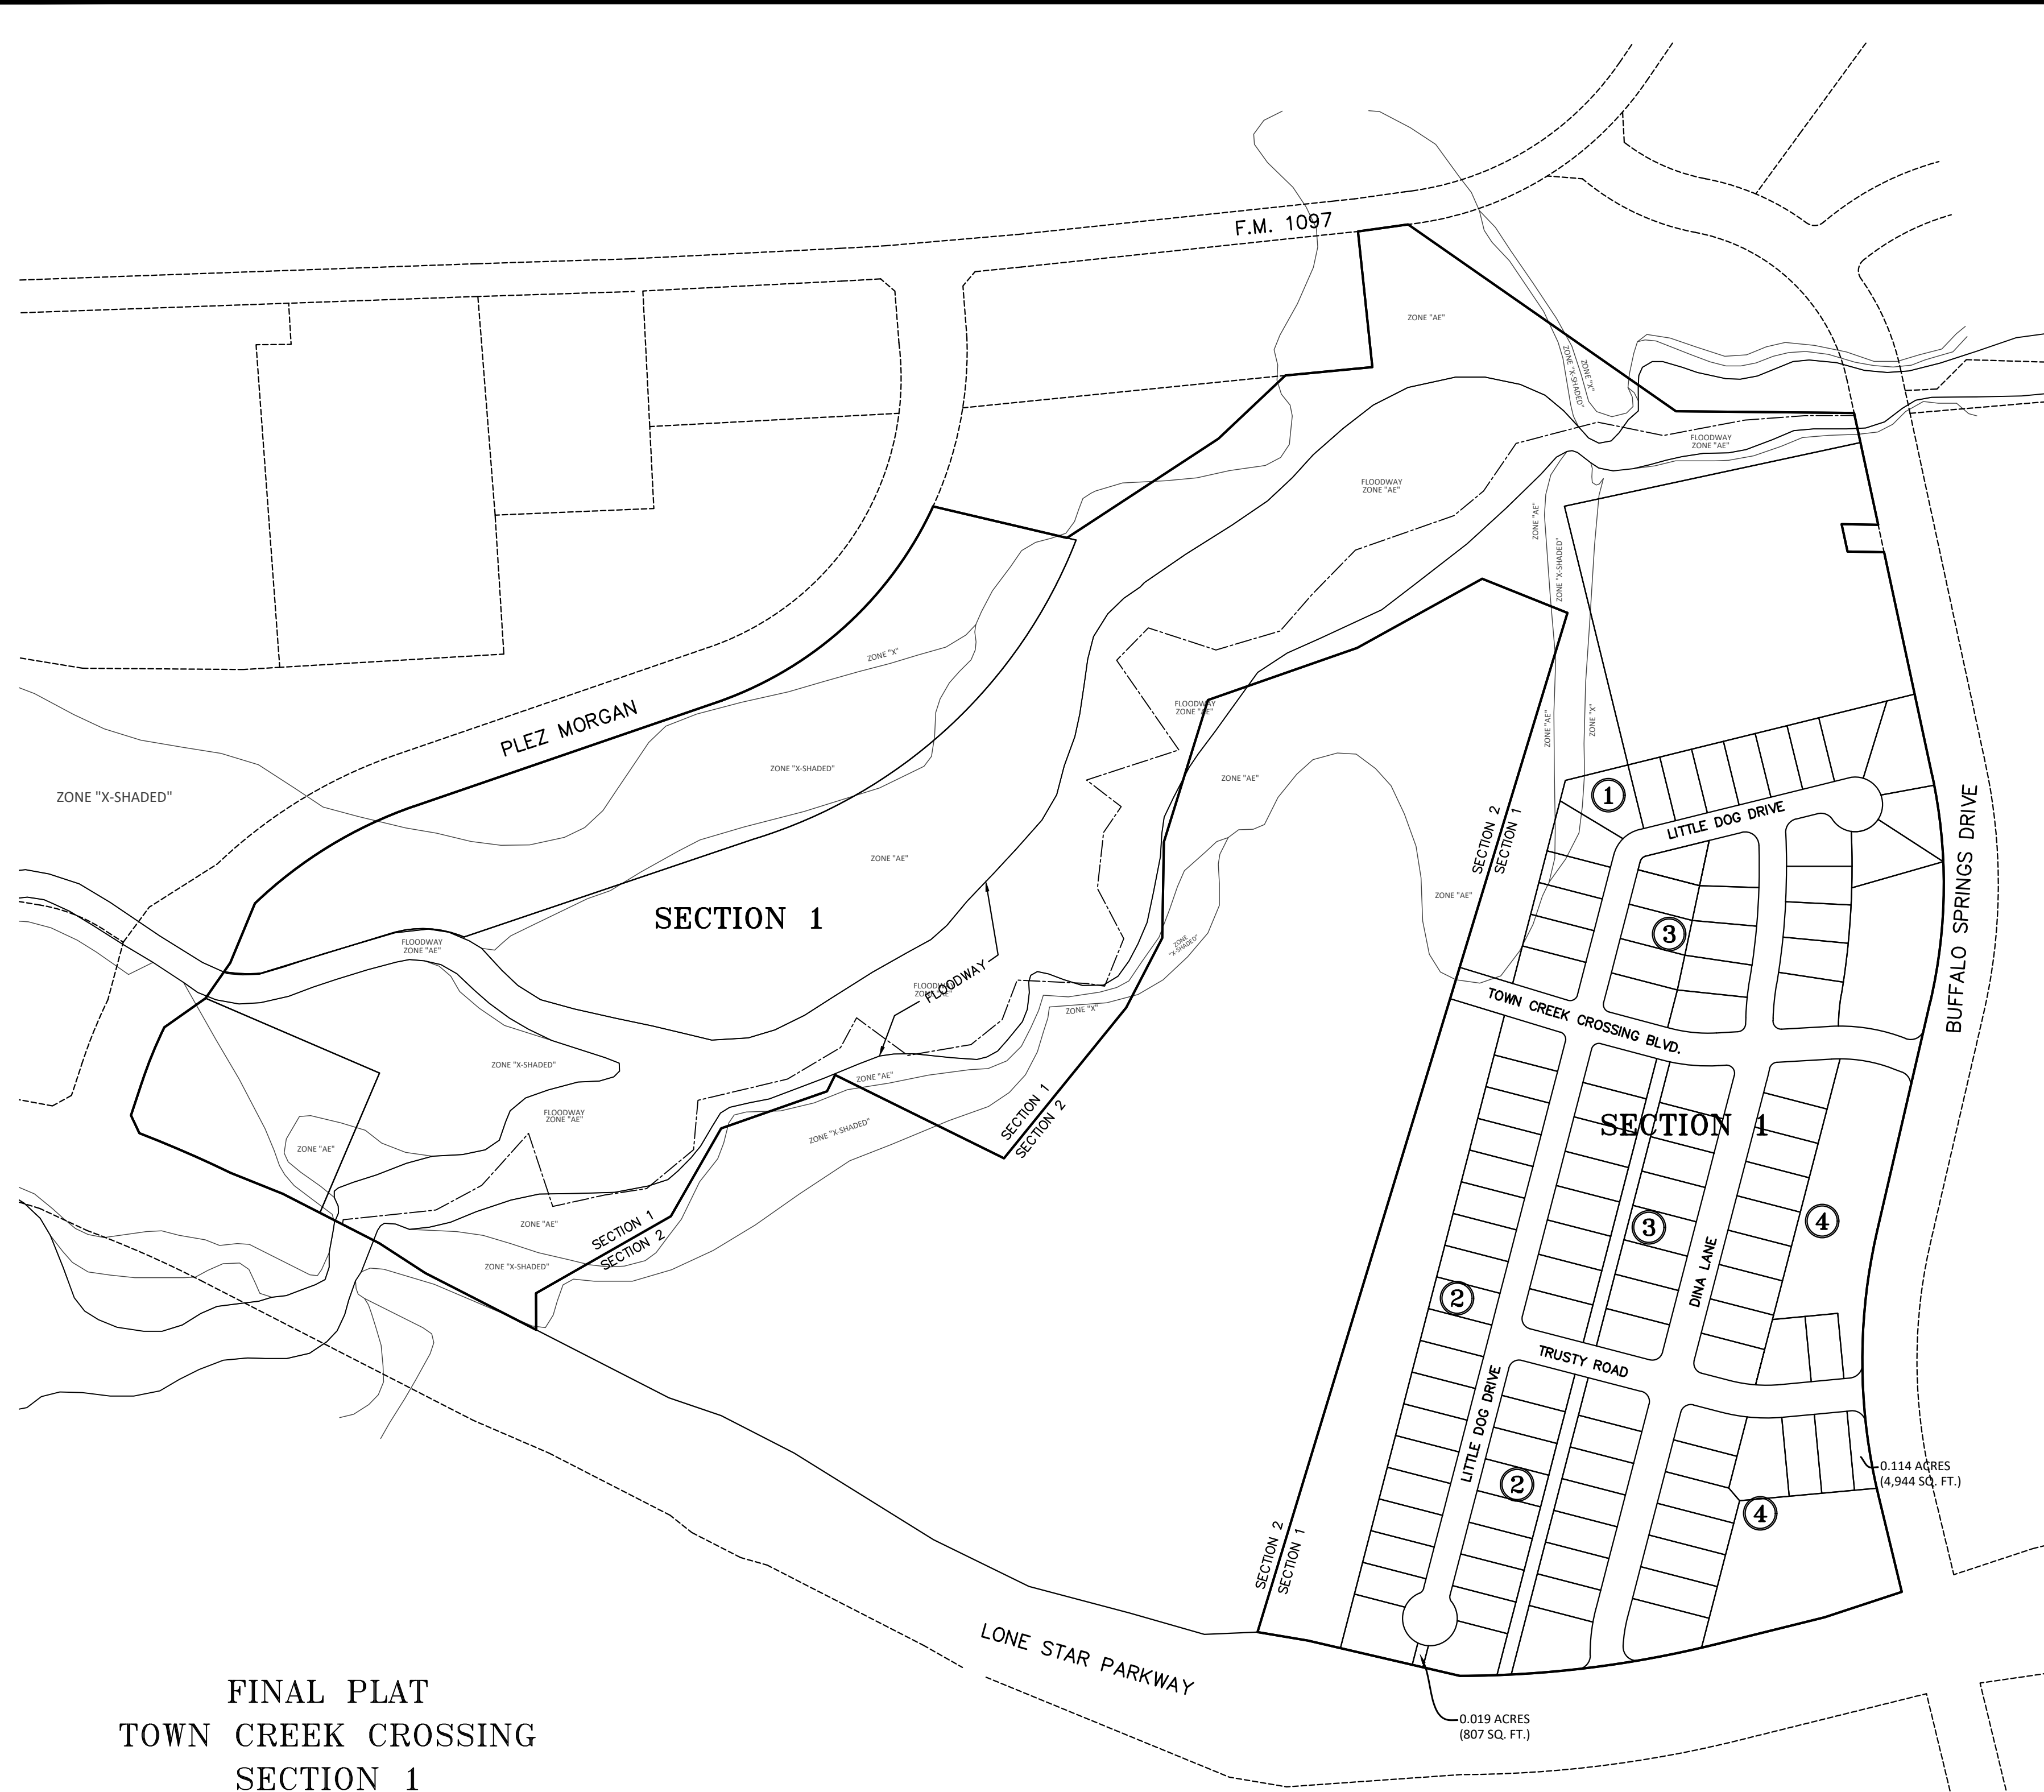 F.M. 1097
ZONE "AE"
ZONE "X"
ZONE "X-SHADED"
FLOODWAY
ZONE "AE"
FLOODWAY
ZONE "AE"
ZONE "AE"
ZONE "X-SHADED"
ZONE "X"
PLEZ MORGAN
FLOODWAY
ZONE "AE"
ZONE "AE"
ZONE "X"
ZONE "X-SHADED"
ZONE "AE"
ZONE "X-SHADED"
BUFFALO SPRINGS DRIVE
1
LITTLE DOG DRIVE
SECTION 2
SECTION 1
ZONE "AE"
ZONE "AE"
SECTION 1
3
FLOODWAY
ZONE "AE"
ZONE
"X-SHADED"
FLOODWAY
FLOODWAY
ZONE "AE"
ZONE "X"
TOWN CREEK CROSSING BLVD.
ZONE "X-SHADED"
ZONE "AE"
FLOODWAY
ZONE "AE"
ZONE "X-SHADED"
SECTION 1
SECTION 2
SECTION 1
ZONE "AE"
ZONE "AE"
SECTION 1
SECTION 2
ZONE "X-SHADED"
3
4
DINA LANE
2
TRUSTY ROAD
LITTLE DOG DRIVE
2
4
0.114 ACRES
(4,944 SQ. FT.)
SECTION 2
SECTION 1
LONE STAR PARKWAY
0.019 ACRES
(807 SQ. FT.)
FINAL PLAT
TOWN CREEK CROSSING
SECTION 1